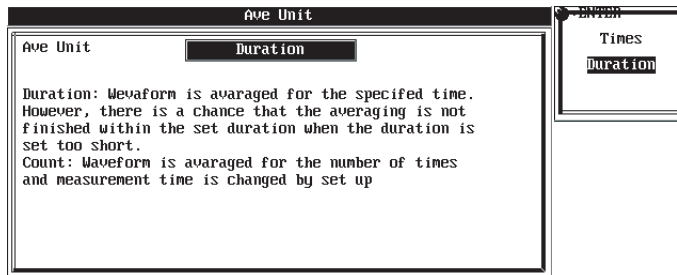 Ave Unit
Ave Unit
Duration
Duration: Wevaform is avaraged for the specifed time.
However, there is a chance that the averaging is not
finished within the set duration when the duration is
set too short.
Count: Waveform is avaraged for the number of times
and measurement time is changed by set up
ENTER
Times
Duration